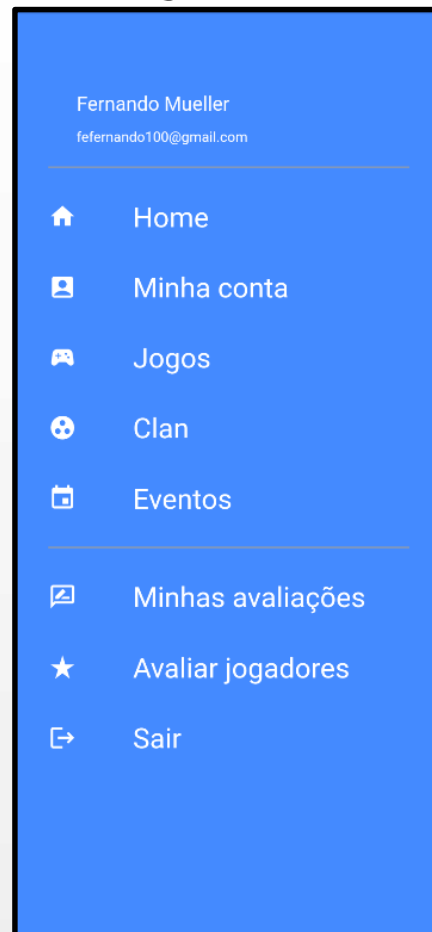 Fernando Mueller
fefernando100@gmail.com
Home
Minha conta
Jogos
Clan
Eventos
Minhas avaliações
Avaliar jogadores
Sair